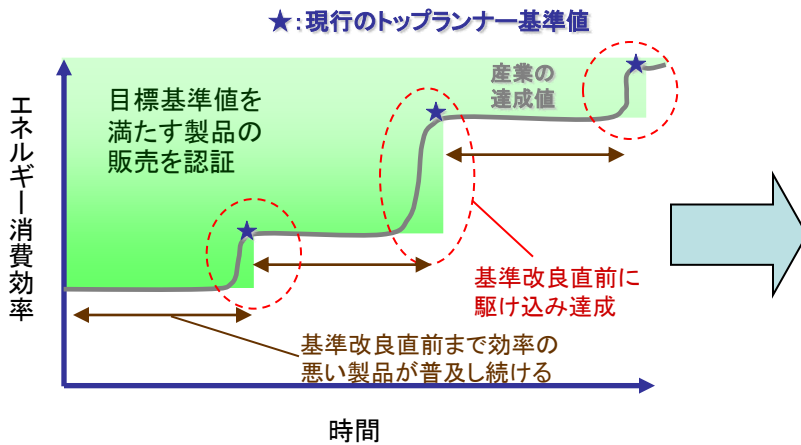 ★:現行のトップランナー基準値
産業の
達成値
目標基準値を
満たす製品の
販売を認証
エネルギー消費効率
基準改良直前に
駆け込み達成
基準改良直前まで効率の
悪い製品が普及し続ける
時間